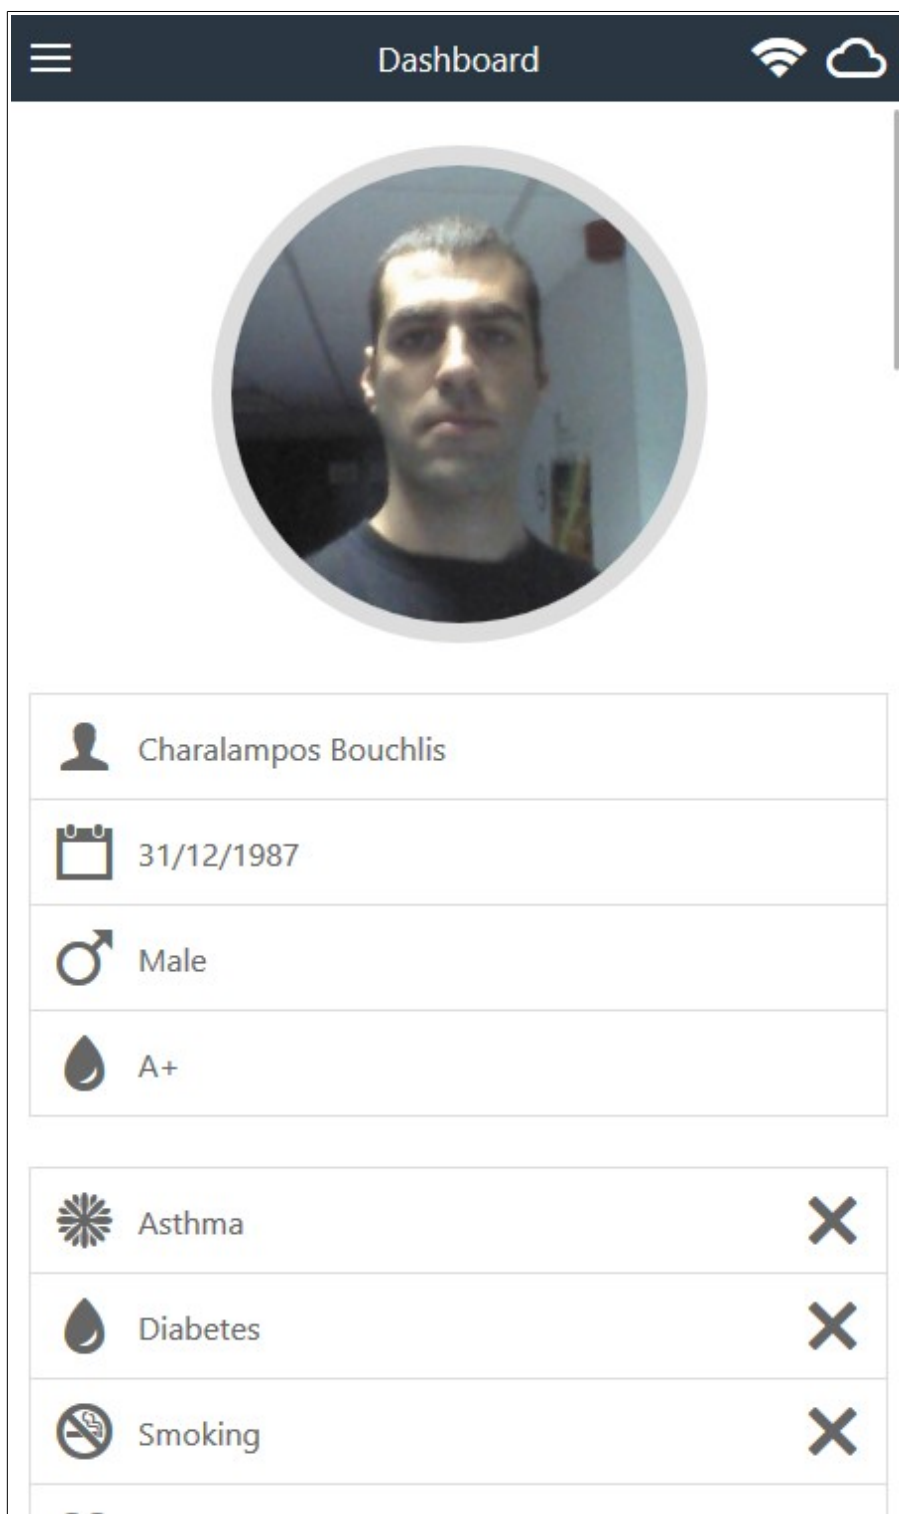 Dashboard
Charalampos Bouchlis
31/12/1987
Male
A+
Asthma
Diabetes
Smoking